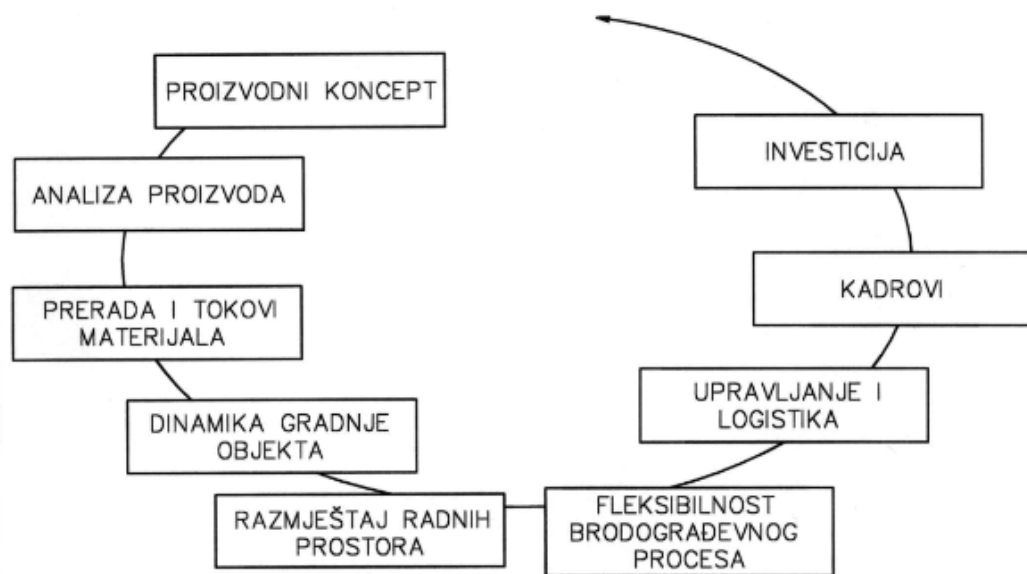 PROIZVODNI KONCEPT
ANALIZA PROIZVODA
PRERADA I TOKOVI
MATERIJALA
DINAMIKA GRADNJE
OBJEKTA
RAZMJEŠTAJ RADNIH
PROSTORA
FLEKSIBILNOST
BRODOGRAĐEVNOG
PROCESA
UPRAVLJANJE I
LOGISTIKA
KADROVI
INVESTICIJA